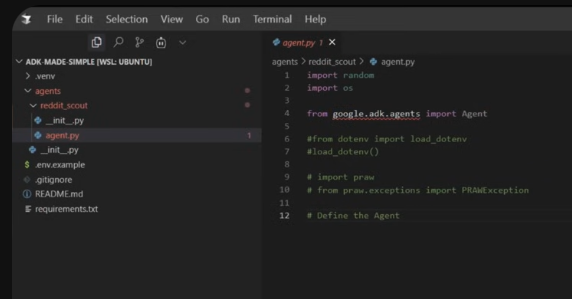 File Edit Selection View Go Run Terminal Help
ADK-MADE-SIMPLE [WSL: UBUNTU]
.venv
agents
reddit_scout
__init__.py
agent.py 1
__init__.py
.env.example
.gitignore
README.md
requirements.txt
agent.py 1
agents > reddit_scout > agent.py
1 import random
2 import os
3
4 from google.adk.agents import Agent
5
6 #from dotenv import load_dotenv
7 #load_dotenv()
8
9 # import praw
10 # from praw.exceptions import PRAWException
11
12 # Define the Agent